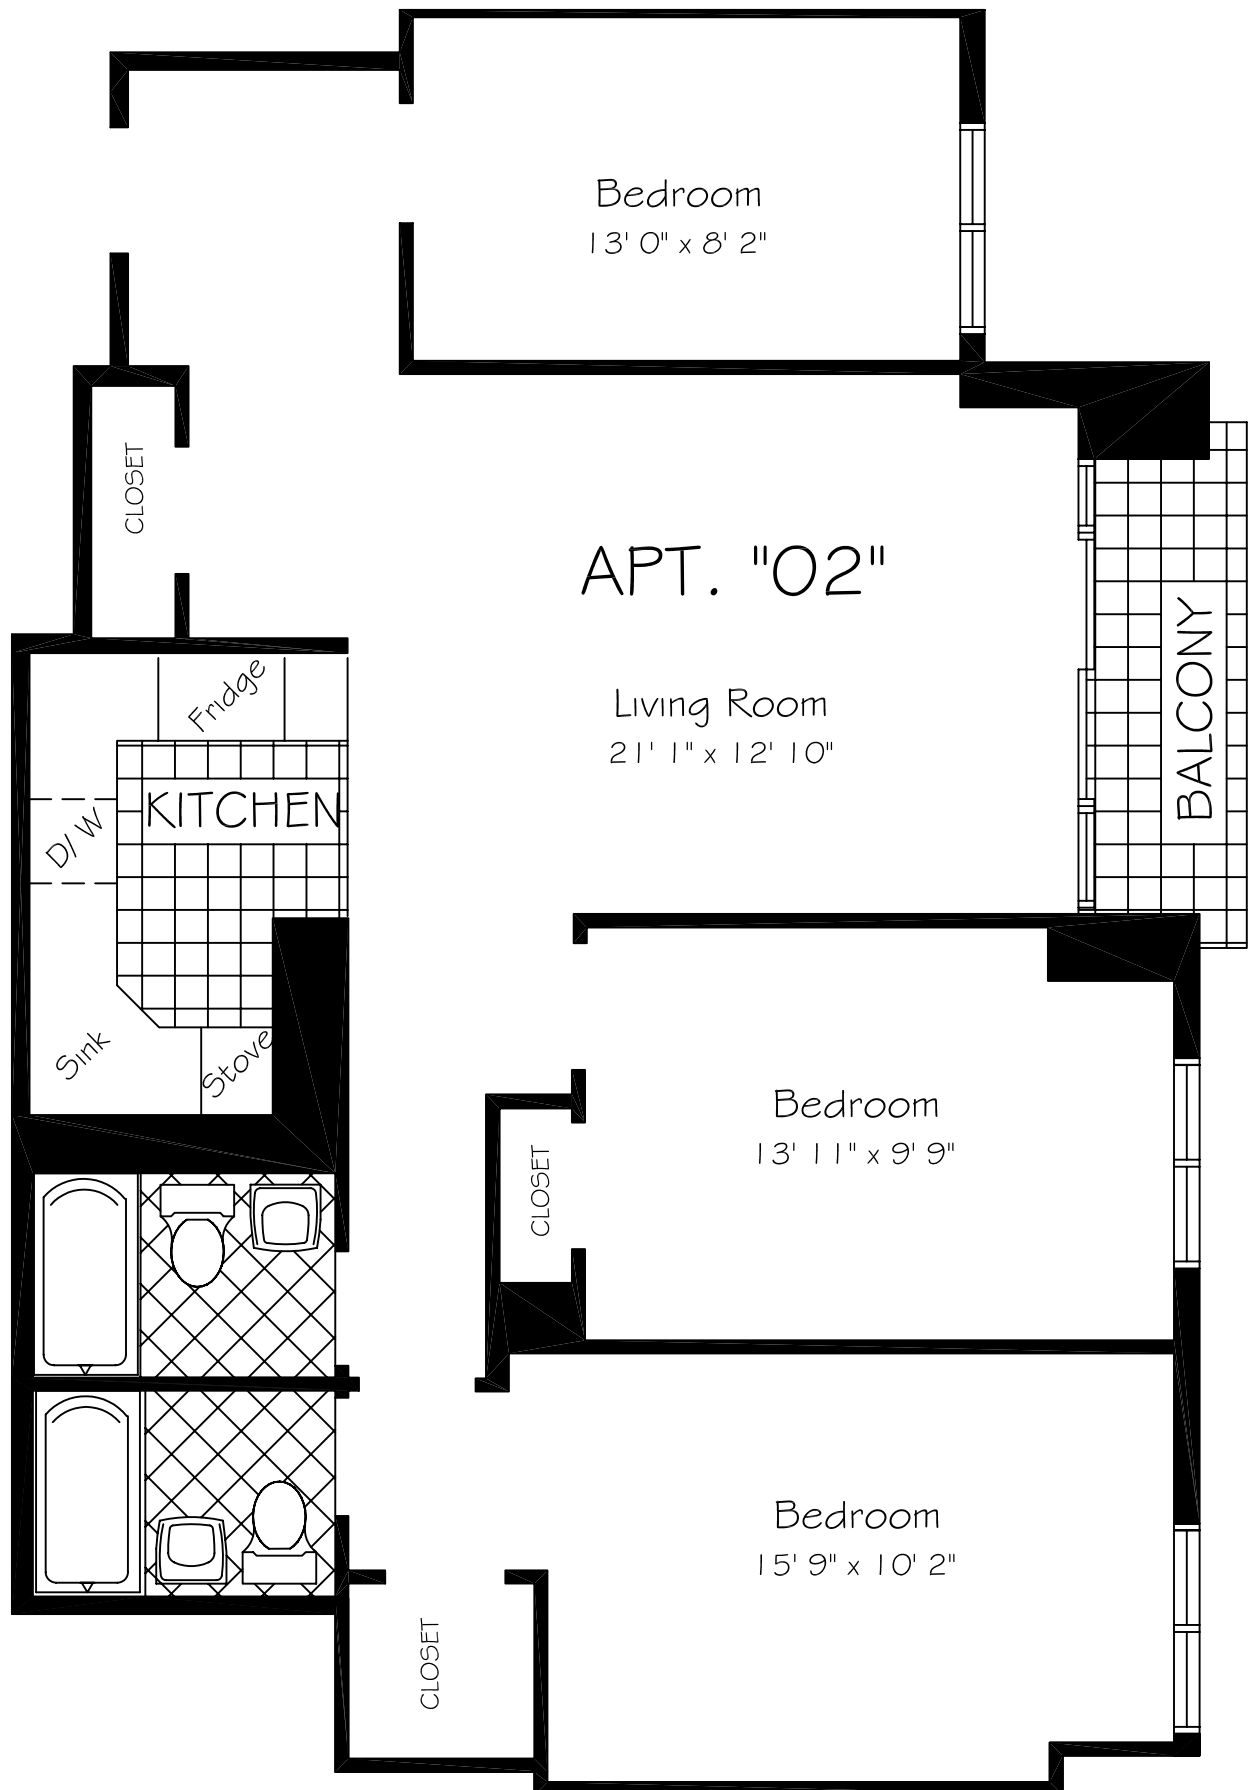 Bedroom
13' 0" x 8' 2"
CLOSET
APT. "02"
Living Room
21' 1" x 12' 10"
BALCONY
Fridge
KITCHEN
D/ W
Sink
Stove
Bedroom
13' 11" x 9' 9"
CLOSET
Bedroom
15' 9" x 10' 2"
CLOSET